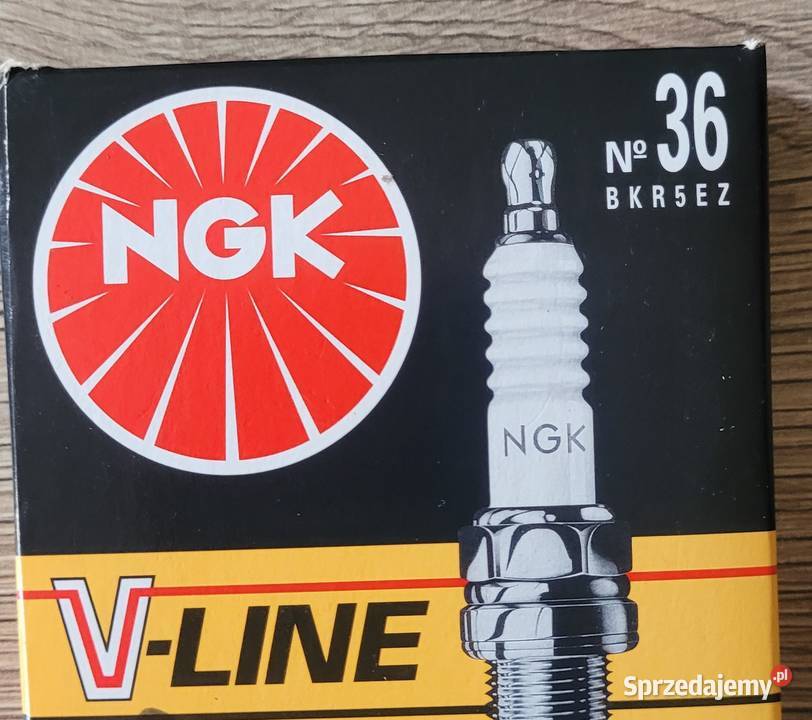 NGK
Nº 36
BKR5EZ
NGK
V-LINE
Sprzedajemy.pl